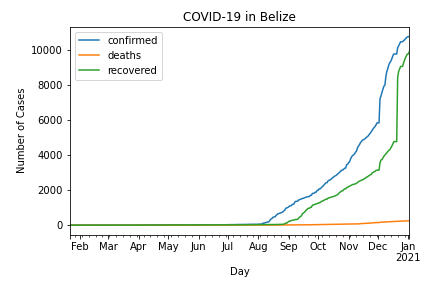 COVID-19 in Belize
confirmed
deaths
recovered
Number of Cases
10000
8000
6000
4000
2000
0
Feb Mar Apr May Jun Jul Aug Sep Oct Nov Dec Jan
2021
Day